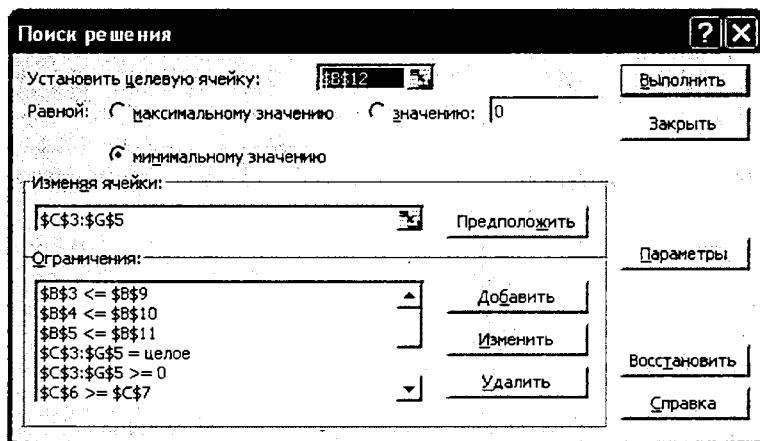 Поиск решения
Установить целевую ячейку: $B$12 Выполнить
Равной: максимальному значению значению: 0 Закрыть
минимальному значению
Изменяя ячейки:
$C$3:$G$5 Предположить
Параметры
Ограничения:
$B$3 <= $B$9 Добавить
$B$4 <= $B$10
$B$5 <= $B$11 Изменить
$C$3:$G$5 = целое Восстановить
$C$3:$G$5 >= 0 Удалить
$C$6 >= $C$7 Справка